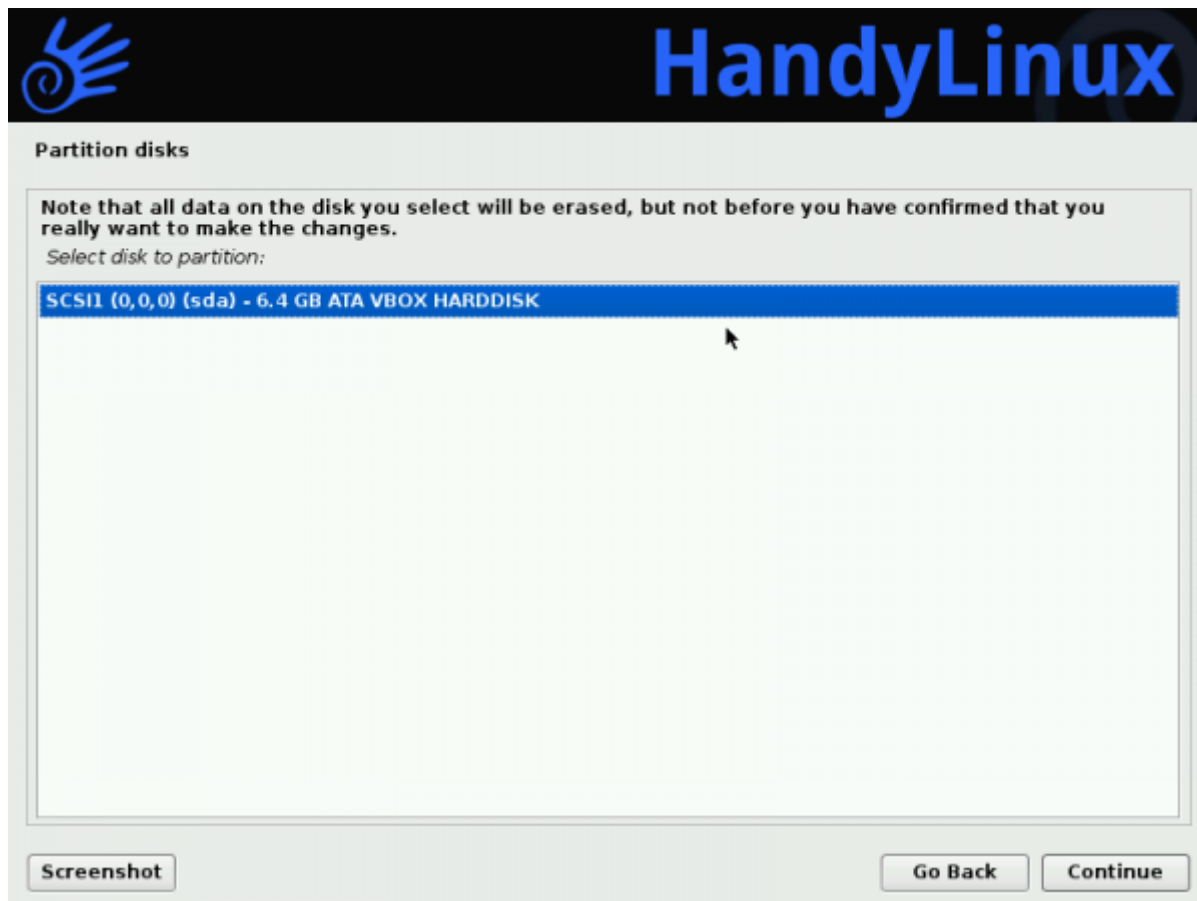 HandyLinux
Partition disks
Note that all data on the disk you select will be erased, but not before you have confirmed that you
really want to make the changes.
Select disk to partition:
SCSI1 (0,0,0) (sda) - 6.4 GB ATA VBOX HARDDISK
Screenshot
Go Back
Continue